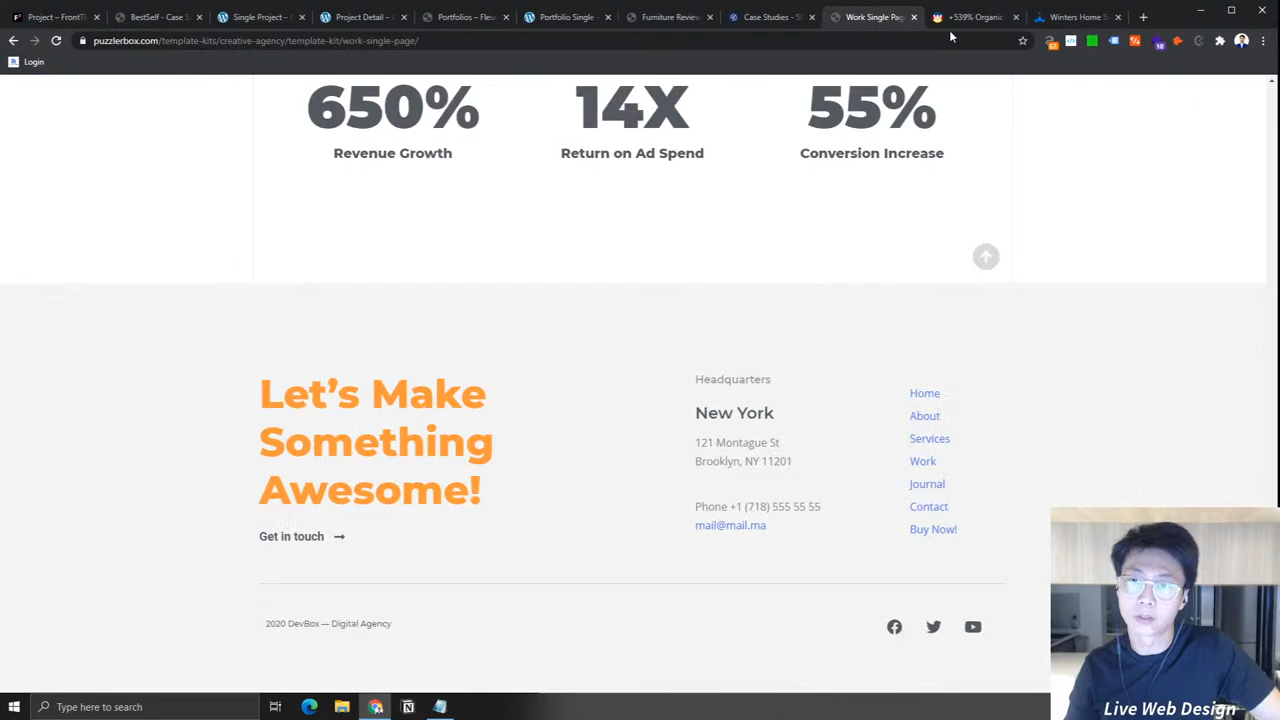 Project – FrontTh
BestSelf - Case S
Single Project – I
Project Detail – A
Portfolios – Fleu
Portfolio Single -
Furniture Review
Case Studies - S
Work Single Pag
+539% Organic
Winters Home S
puzzlerbox.com/template-kits/creative-agency/template-kit/work-single-page/
Login
650%
14X
55%
Revenue Growth
Return on Ad Spend
Conversion Increase
Let's Make
Something
Awesome!
Get in touch
Headquarters
New York
121 Montague St
Brooklyn, NY 11201
Phone +1 (718) 555 55 55
mail@mail.ma
Home
About
Services
Work
Journal
Contact
Buy Now!
2020 DevBox — Digital Agency
Type here to search
Live Web Design